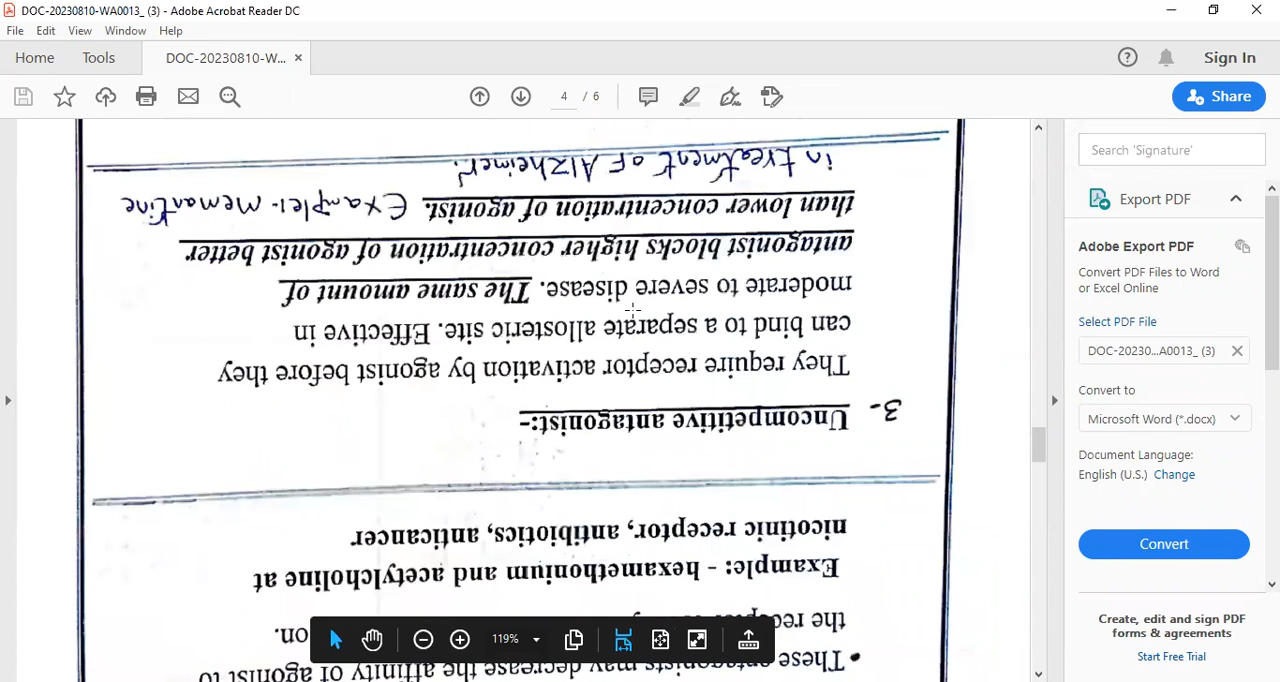 DOC-20230810-WA0013_ (3) - Adobe Acrobat Reader DC
File Edit View Window Help
Home Tools DOC-20230810-W... ×
Sign In
4 / 6
Share
• These antagonists may decrease the affinity of agonist to
the on.
Example: - hexamethonium and acetylcholine at
nicotinic receptor, antibiotics, anticancer
3- Uncompetitive antagonist:-
They require receptor activation by agonist before they
can bind to a separate allosteric site. Effective in
moderate to severe disease. The same amount of
antagonist blocks higher concentration of agonist better
than lower concentration of agonist. Example:- Memantine
in treatment of Alzheimer
119%
Search 'Signature'
Export PDF
Adobe Export PDF
Convert PDF Files to Word
or Excel Online
Select PDF File
DOC-20230...A0013_ (3) ×
Convert to
Microsoft Word (*.docx)
Document Language:
English (U.S.) Change
Convert
Create, edit and sign PDF
forms & agreements
Start Free Trial